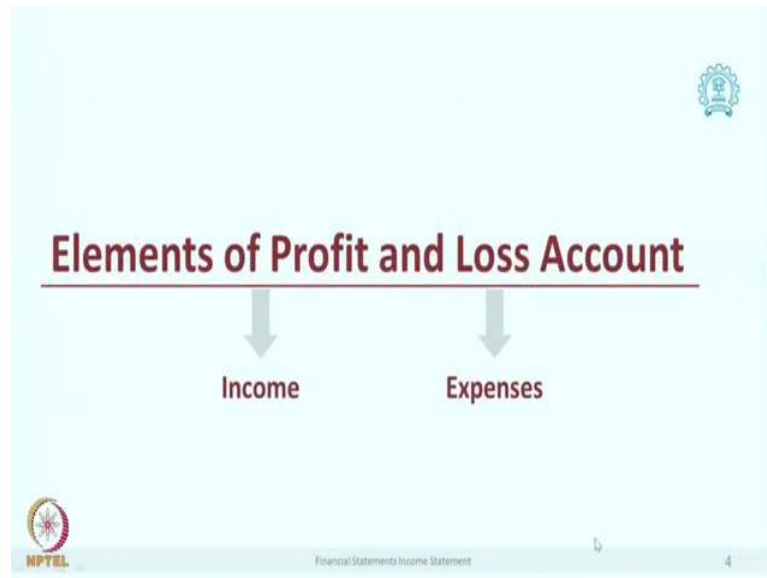 Elements of Profit and Loss Account
Income Expenses
NPTEL
Financial Statements Income Statement
4